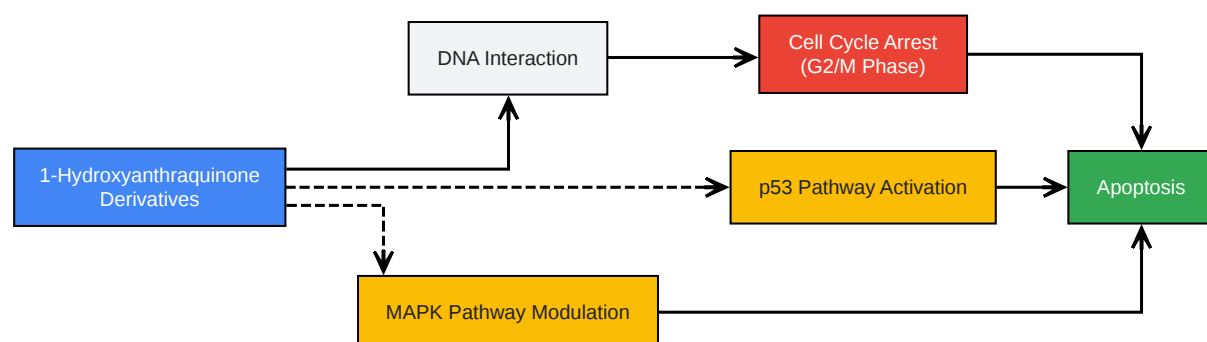 DNA Interaction
Cell Cycle Arrest
(G2/M Phase)
1-Hydroxyanthraquinone
Derivatives
p53 Pathway Activation
Apoptosis
MAPK Pathway Modulation